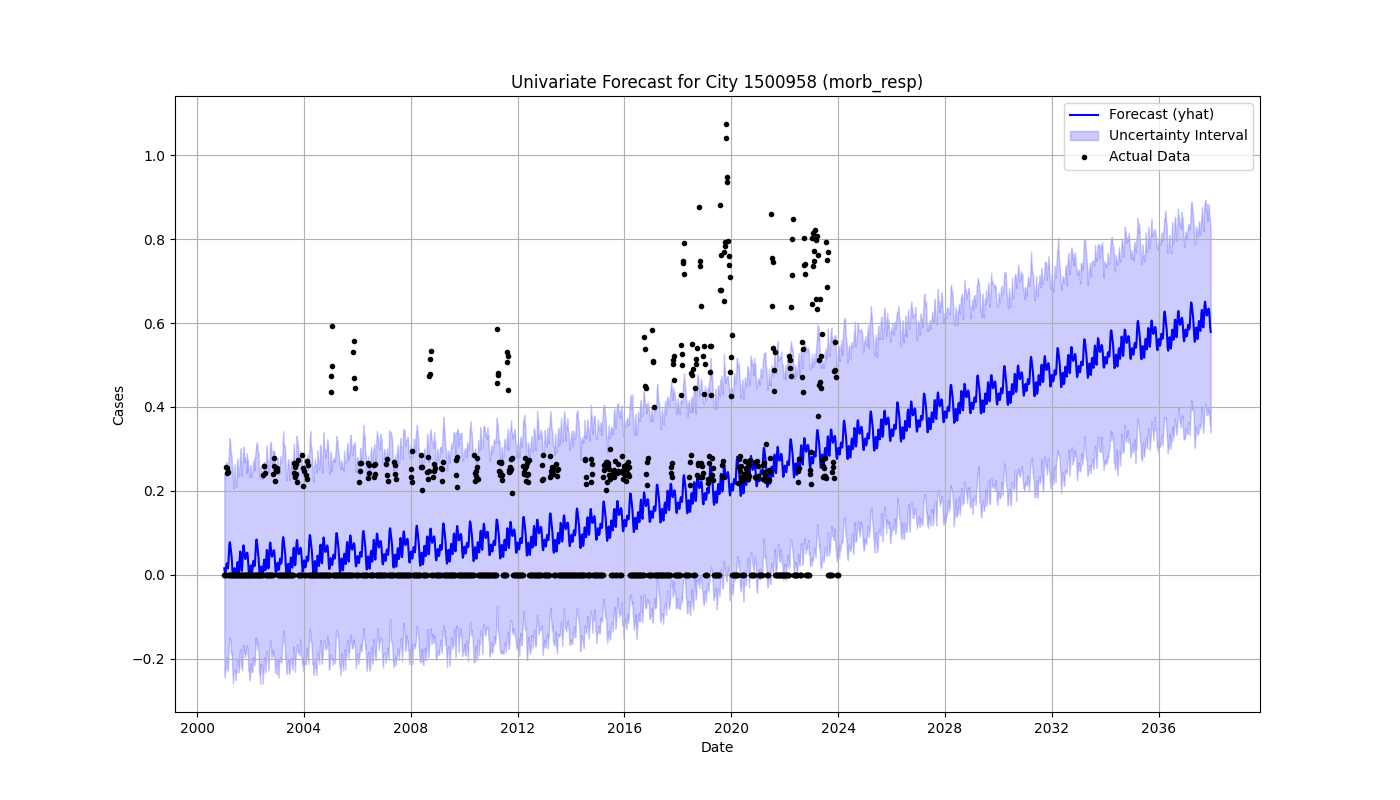 Univariate Forecast for City 1500958 (morb_resp)
Forecast (yhat)
Uncertainty Interval
Actual Data
Cases
1.0
0.8
0.6
0.4
0.2
0.0
−0.2
2000 2004 2008 2012 2016 2020 2024 2028 2032 2036
Date